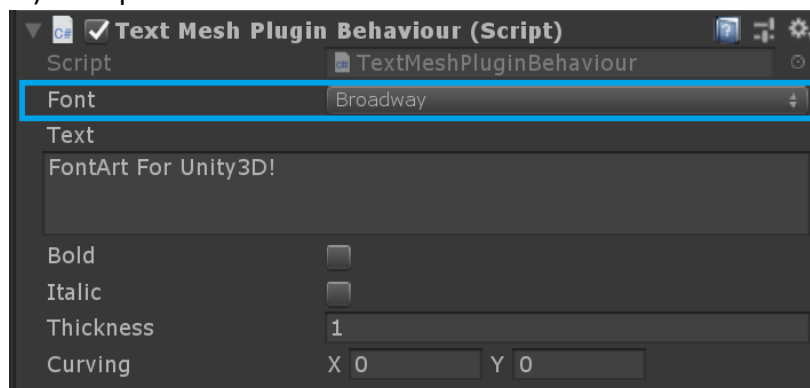 Text Mesh Plugin Behaviour (Script)
Script TextMeshPluginBehaviour
Font Broadway
Text
FontArt For Unity3D!
Bold
Italic
Thickness 1
Curving X 0 Y 0